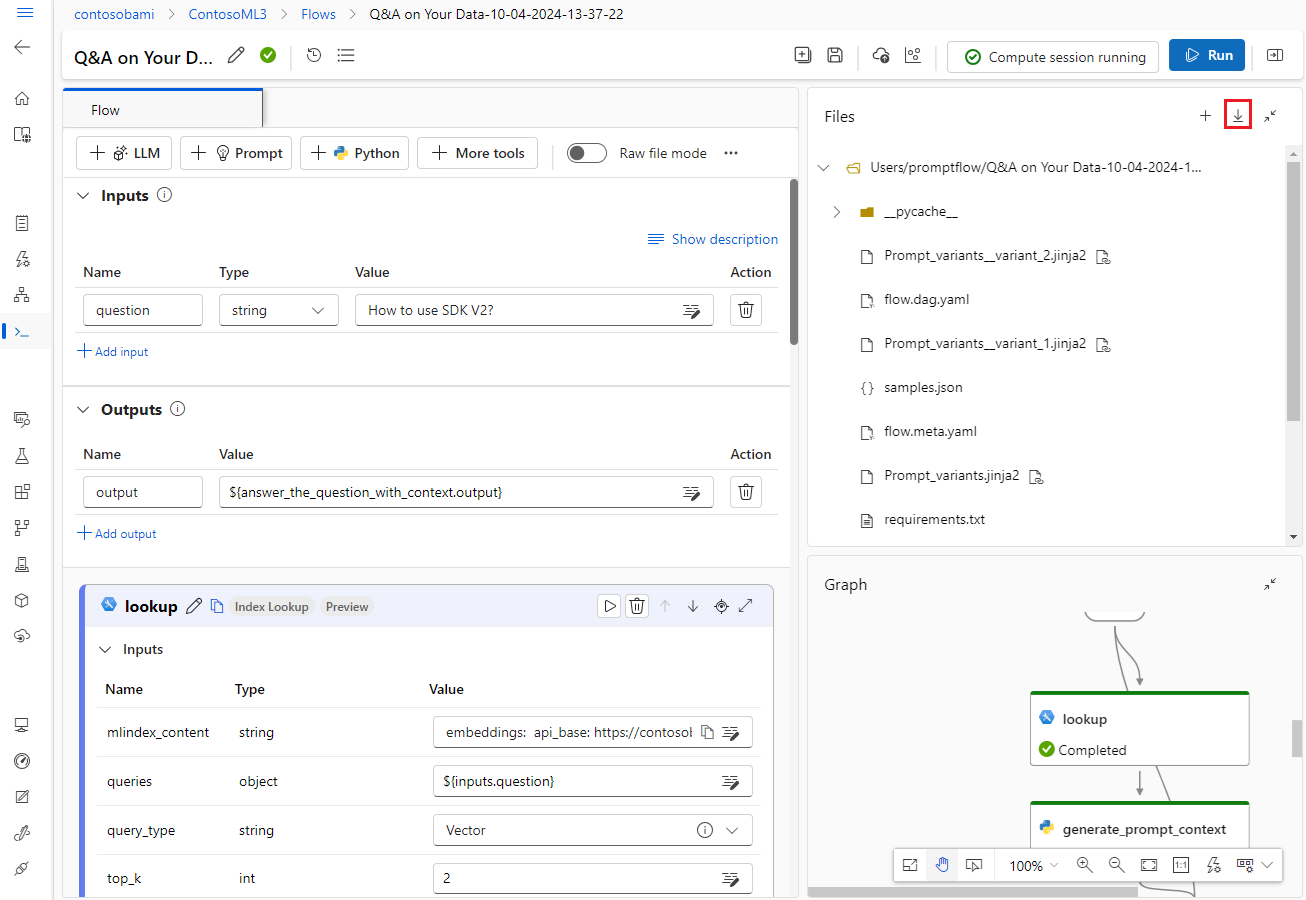 contosobami > ContosoML3 > Flows > Q&A on Your Data-10-04-2024-13-37-22
Q&A on Your D...
Compute session running
Run
Flow
LLM
Prompt
Python
More tools
Raw file mode
Inputs
Show description
Name Type Value Action
question string How to use SDK V2?
Add input
Outputs
Name Value Action
output ${answer_the_question_with_context.output}
Add output
lookup Index Lookup Preview
Inputs
Name Type Value
mlindex_content string embeddings: api_base: https://contosol
queries object ${inputs.question}
query_type string Vector
top_k int 2
Files
Users/promptflow/Q&A on Your Data-10-04-2024-1...
__pycache__
Prompt_variants__variant_2.jinja2
flow.dag.yaml
Prompt_variants__variant_1.jinja2
{} samples.json
flow.meta.yaml
Prompt_variants.jinja2
requirements.txt
Graph
lookup
Completed
generate_prompt_context
100%
1:1